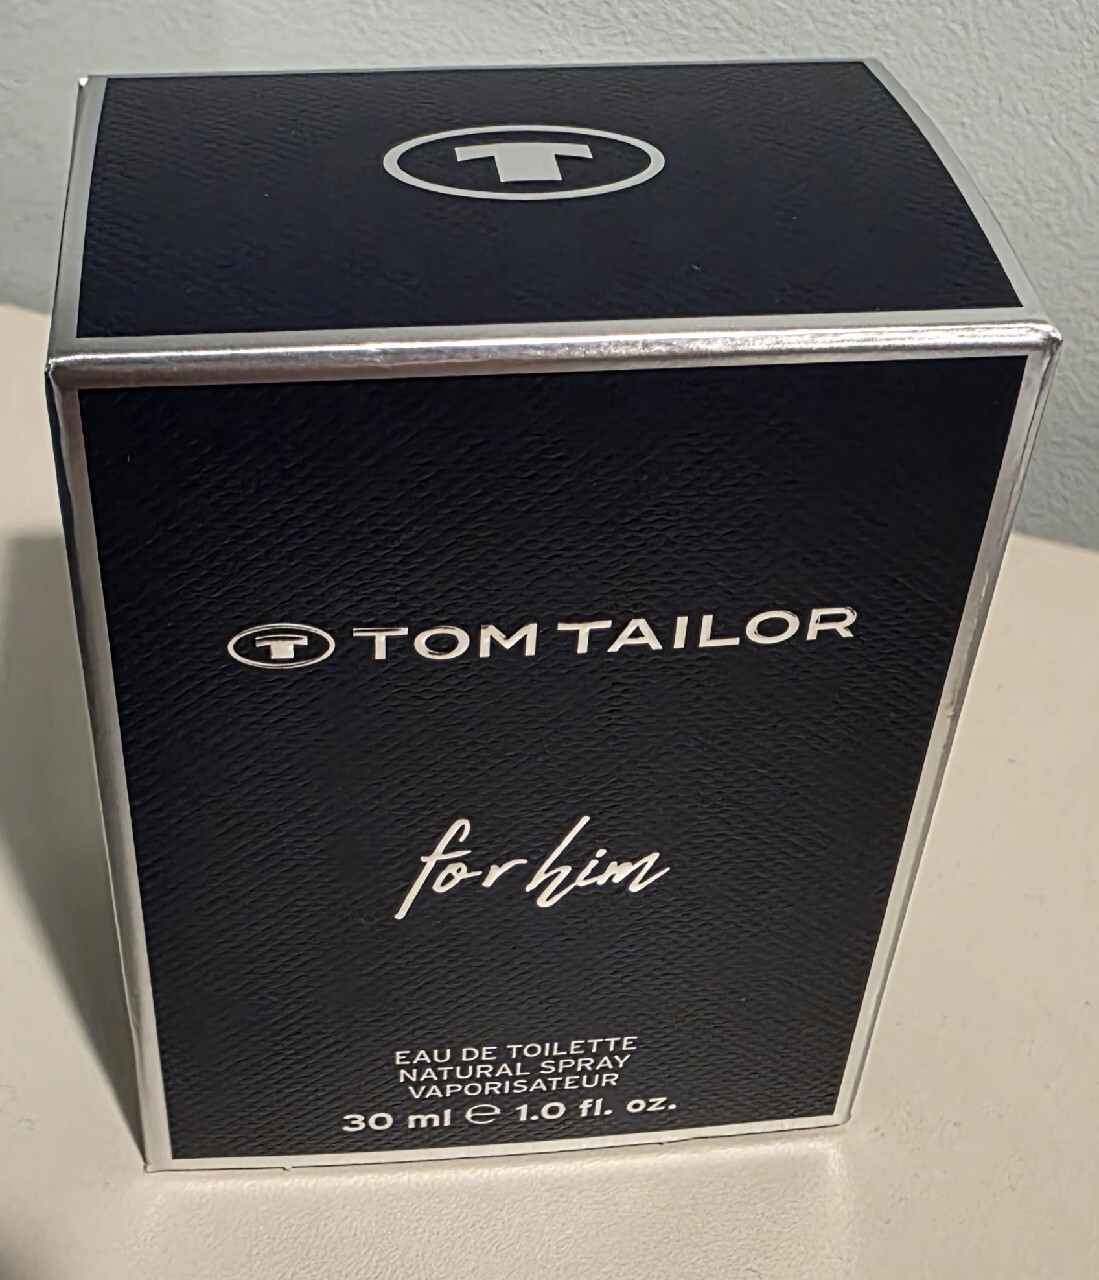 T
T TOM TAILOR
for him
EAU DE TOILETTE
NATURAL SPRAY
VAPORISATEUR
30 ml ℮ 1.0 fl. oz.